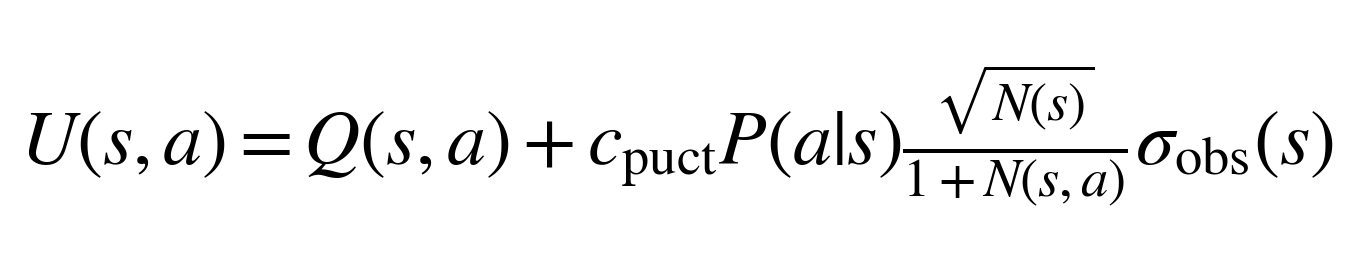 U(s, a) = Q(s, a) + c_puct P(a|s) √N(s) / (1 + N(s, a)) σ_obs(s)